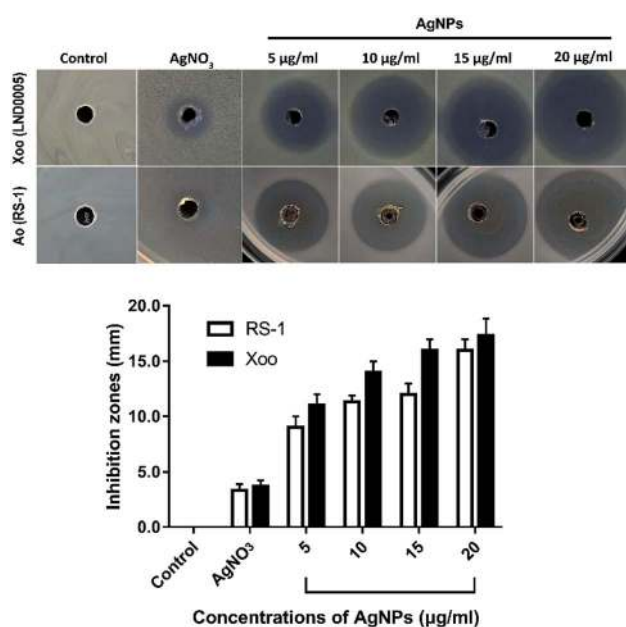 AgNPs
Control AgNO3 5 µg/ml 10 µg/ml 15 µg/ml 20 µg/ml
Xoo (LND0005)
Ao (RS-1)
20.0
15.0
10.0
5.0
0.0
Inhibition zones (mm)
RS-1
Xoo
Control AgNO3 5 10 15 20
Concentrations of AgNPs (µg/ml)